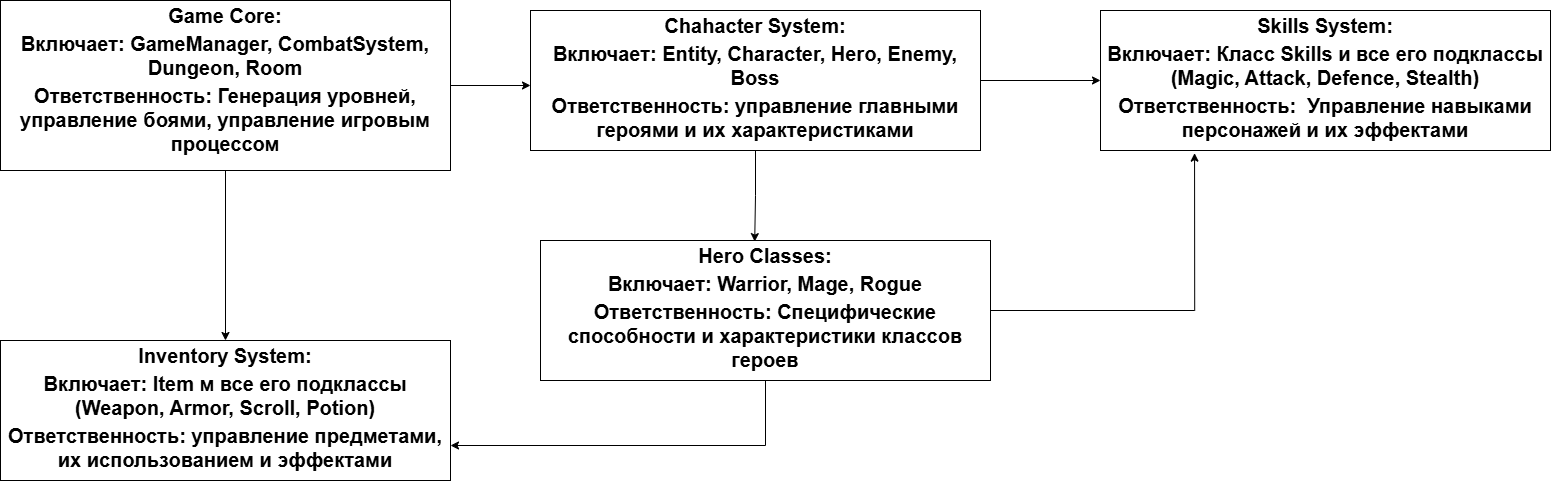 Game Core:
Включает: GameManager, CombatSystem,
Dungeon, Room
Ответственность: Генерация уровней,
управление боями, управление игровым
процессом
Chahacter System:
Включает: Entity, Character, Hero, Enemy,
Boss
Ответственность: управление главными
героями и их характеристиками
Skills System:
Включает: Класс Skills и все его подклассы
(Magic, Attack, Defence, Stealth)
Ответственность: Управление навыками
персонажей и их эффектами
Hero Classes:
Включает: Warrior, Mage, Rogue
Ответственность: Специфические
способности и характеристики классов
героев
Inventory System:
Включает: Item м все его подклассы
(Weapon, Armor, Scroll, Potion)
Ответственность: управление предметами,
их использованием и эффектами